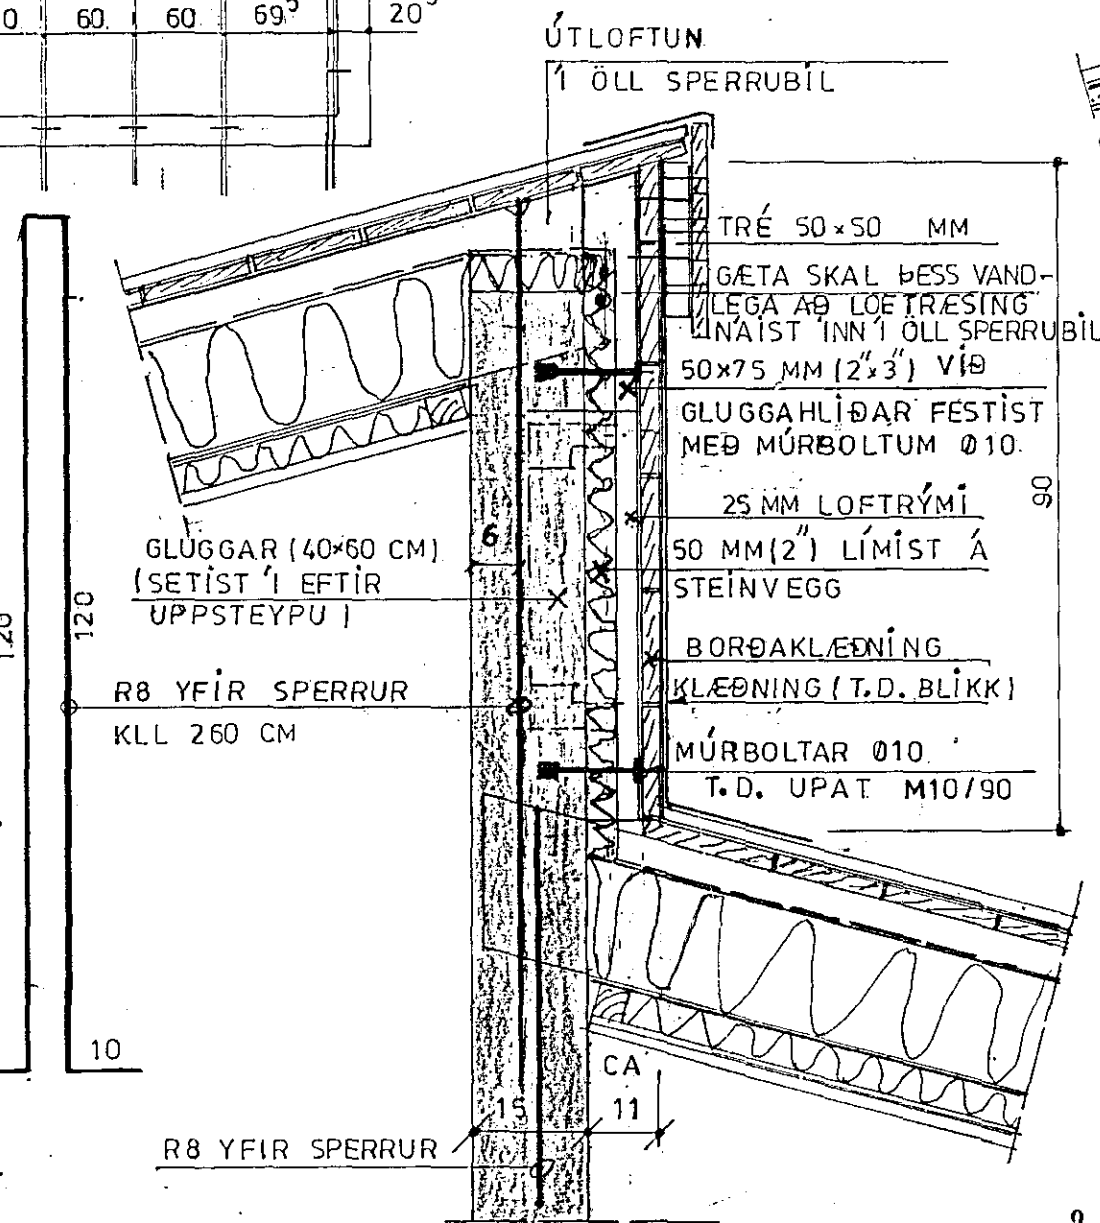 0. 60. 60. 69⁵ 20⁵
ÚTLOFTUN
Í ÖLL SPERRUBIL
TRÉ 50×50 MM
GÆTA SKAL ÞESS VAND-
LEGA AÐ LOFTRÆSING
NÁIST INN Í ÖLL SPERRUBIL
50×75 MM (2"×3") VIÐ
GLUGGAHLIÐAR FESTIST
MEÐ MÚRBOLTUM Ø10.
90
25 MM LOFTRÝMI
50 MM (2") LÍMIST Á
STEINVEGG
6
GLUGGAR (40×60 CM)
(SETIST Í EFTIR
UPPSTEYPU)
120
120
BORÐAKLÆÐNING
KLÆÐNING (T.D. BLIKK)
R8 YFIR SPERRUR
KLL 260 CM
MÚRBOLTAR Ø10.
T.D. UPAT M10/90
10
CA
15 11
R8 YFIR SPERRUR